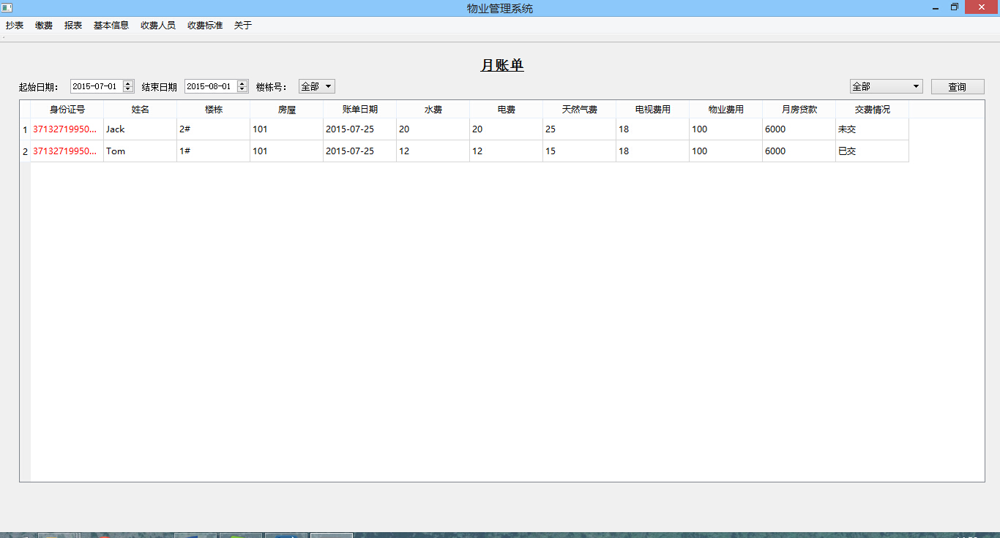 物业管理系统
抄表 缴费 报表 基本信息 收费人员 收费标准 关于
月账单
起始日期: 2015-07-01 结束日期 2015-08-01 楼栋号: 全部 全部 查询
身份证号 姓名 楼栋 房屋 账单日期 水费 电费 天然气费 电视费用 物业费用 月房贷款 交费情况
1 37132719950... Jack 2# 101 2015-07-25 20 20 25 18 100 6000 未交
2 37132719950... Tom 1# 101 2015-07-25 12 12 15 18 100 6000 已交